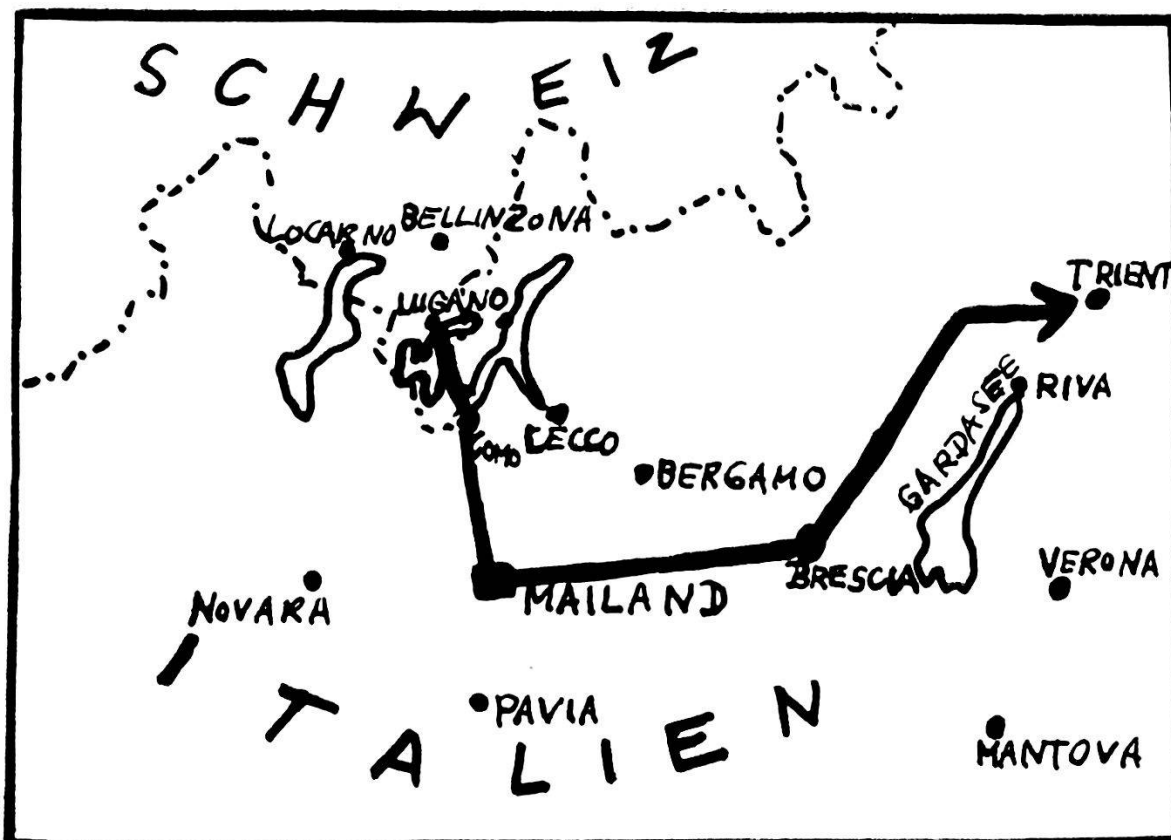 SCHWEIZ
LOCARNO
BELLINZONA
LUGANO
TRIENT
COMO
LECCO
GARDASEE
RIVA
BERGAMO
BRESCIA
VERONA
MAILAND
NOVARA
PAVIA
ITALIEN
MANTOVA